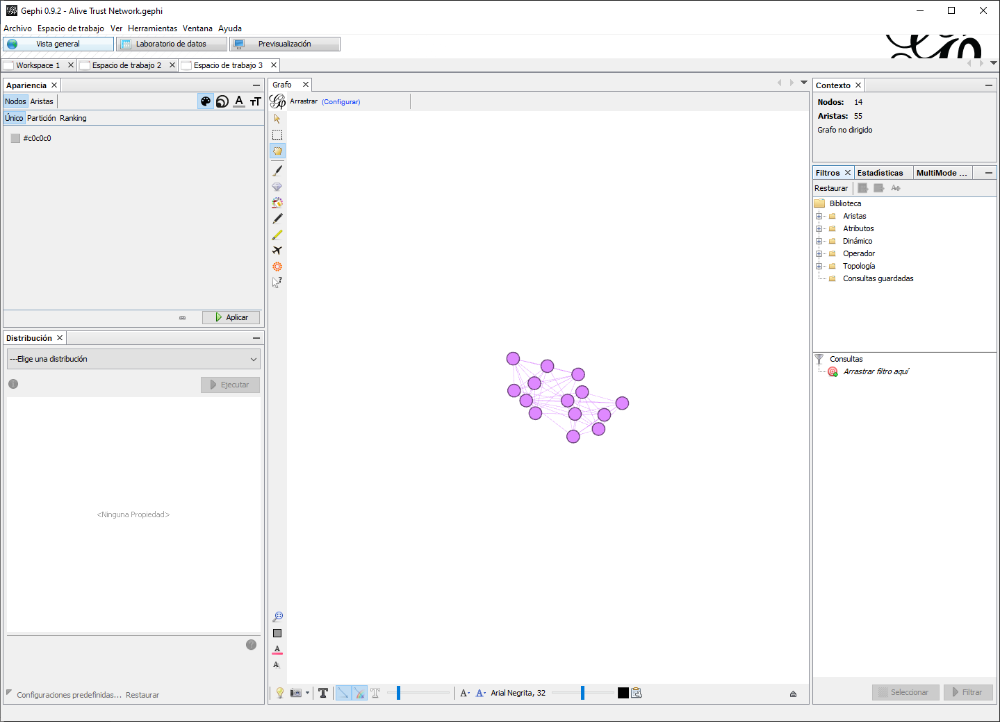 Gephi 0.9.2 - Alive Trust Network.gephi
Archivo Espacio de trabajo Ver Herramientas Ventana Ayuda
Vista general Laboratorio de datos Previsualización
Workspace 1 Espacio de trabajo 2 Espacio de trabajo 3
Apariencia
Nodos Aristas
Único Partición Ranking
#c0c0c0
Aplicar
Distribución
---Elige una distribución
Ejecutar
<Ninguna Propiedad>
Configuraciones predefinidas... Restaurar
Grafo
Arrastrar (Configurar)
Arial Negrita, 32
Contexto
Nodos: 14
Aristas: 55
Grafo no dirigido
Filtros Estadísticas MultiMode ...
Restaurar
Biblioteca
Aristas
Atributos
Dinámico
Operador
Topología
Consultas guardadas
Consultas
Arrastrar filtro aquí
Seleccionar Filtrar